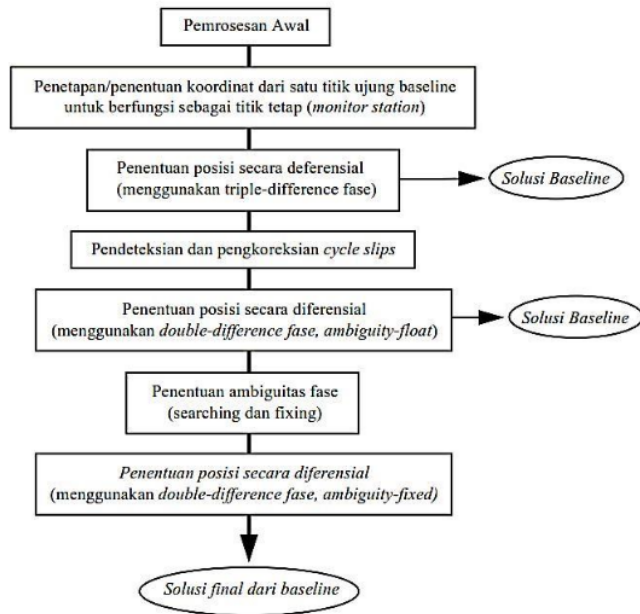 Pemrosesan Awal
Penetapan/penentuan koordinat dari satu titik ujung baseline
untuk berfungsi sebagai titik tetap (monitor station)
Penentuan posisi secara deferensial
(menggunakan triple-difference fase)
Solusi Baseline
Pendeteksian dan pengkoreksian cycle slips
Penentuan posisi secara diferensial
(menggunakan double-difference fase, ambiguity-float)
Solusi Baseline
Penentuan ambiguitas fase
(searching dan fixing)
Penentuan posisi secara diferensial
(menggunakan double-difference fase, ambiguity-fixed)
Solusi final dari baseline